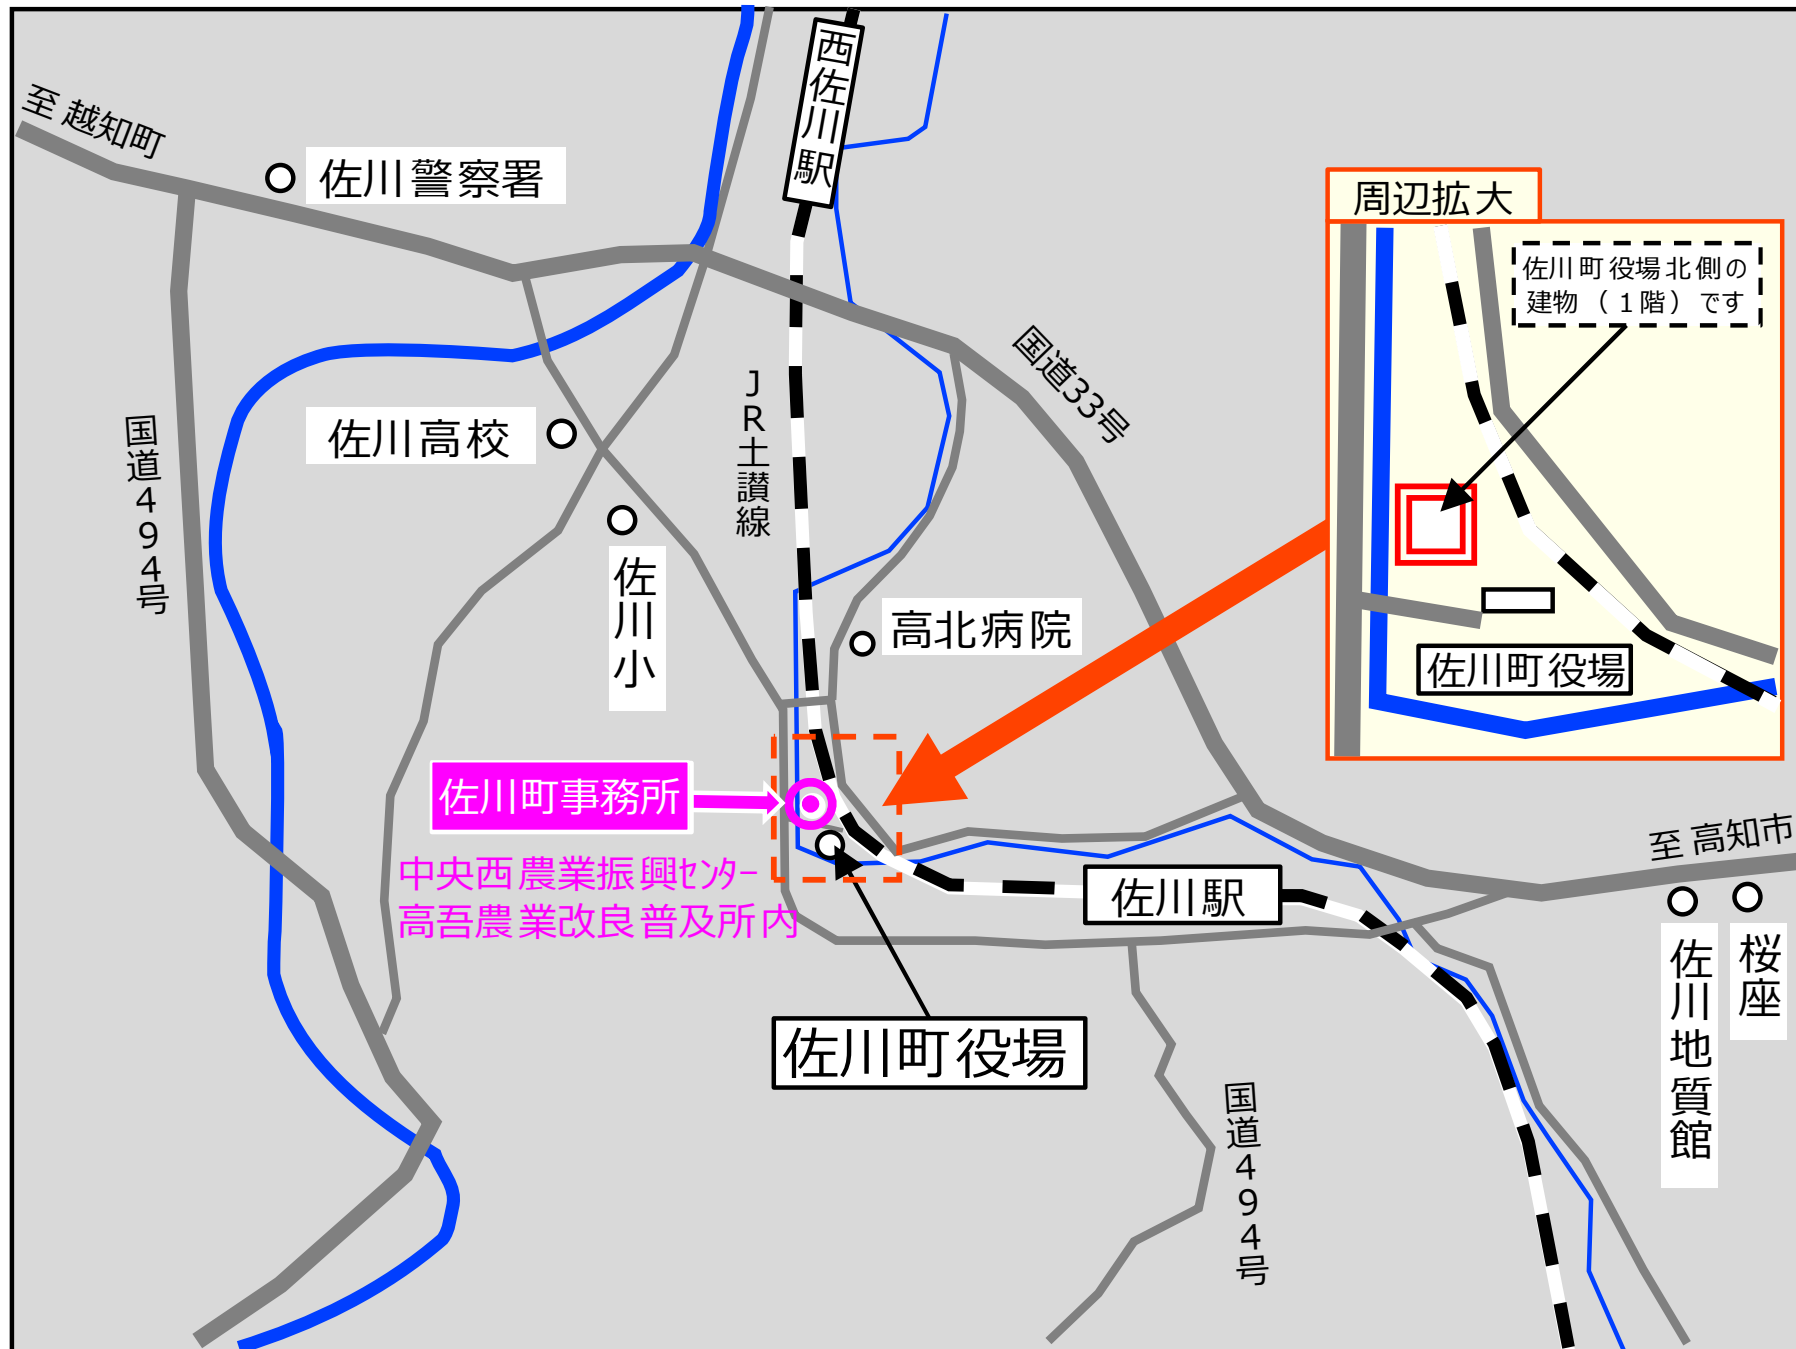 至 越知町
佐川警察署
西佐川駅
周辺拡大
佐川町役場北側の
建物（１階）です
国道33号
ＪＲ土讃線
佐川高校
国道４９４号
佐川小
高北病院
佐川町役場
佐川町事務所
中央西農業振興ｾﾝﾀｰ
高吾農業改良普及所内
至 高知市
佐川駅
桜座
佐川地質館
佐川町役場
国道４９４号